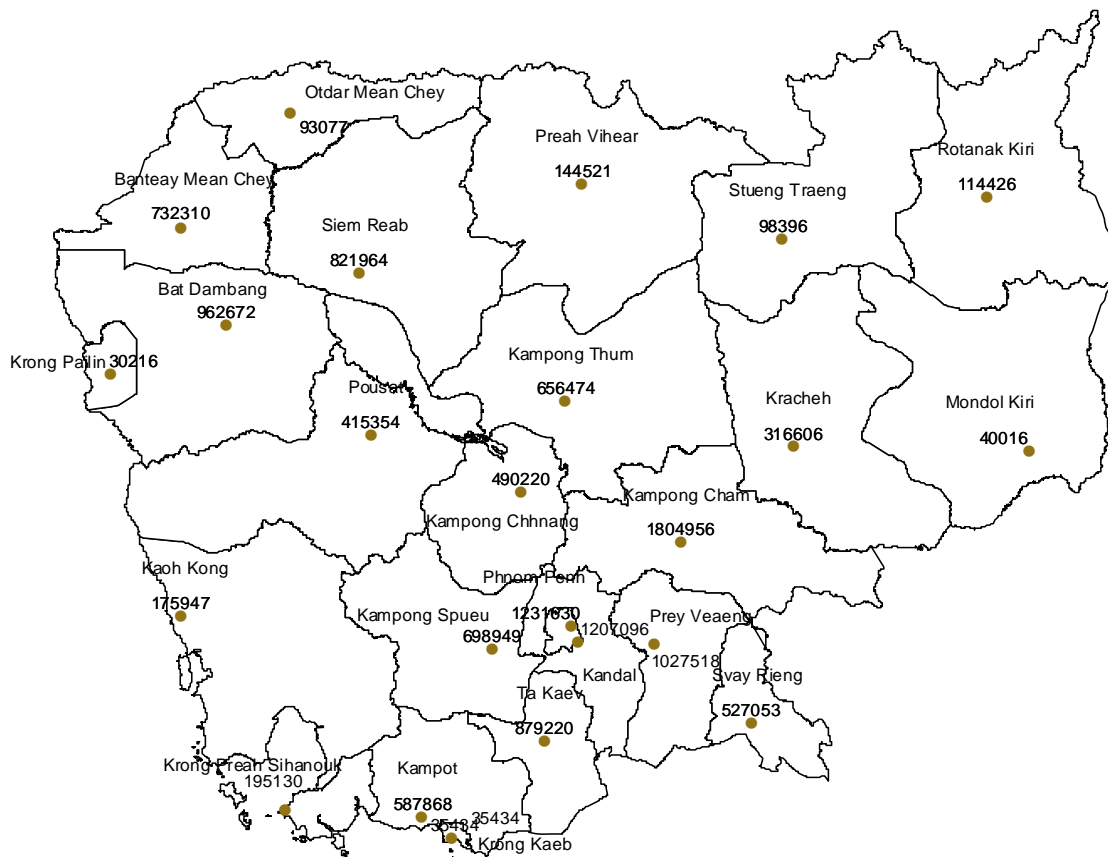 Otdar Mean Chey
93077
Preah Vihear
144521
Rotanak Kiri
114426
Banteay Mean Chey
732310
Stueng Traeng
98396
Siem Reab
821964
Bat Dambang
962672
Krong Pailin 30216
Kampong Thum
656474
Pousat
415354
Kracheh
316606
Mondol Kiri
40016
490220
Kampong Chhnang
Kampong Cham
1804956
Kaoh Kong
175947
Phnom Penh
1231630
Kampong Spueu
698949
1207096
Kandal
Prey Veaeng
1027518
Svay Rieng
527053
Ta Kaev
879220
Krong Preah Sihanouk
195130
Kampot
587868
35434
35434
Krong Kaeb